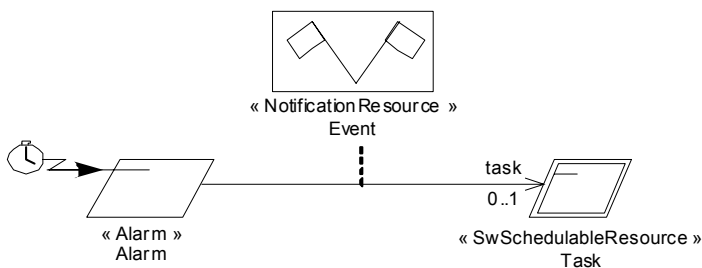 « NotificationResource »
Event
task
0..1
« Alarm »
Alarm
« SwSchedulableResource »
Task